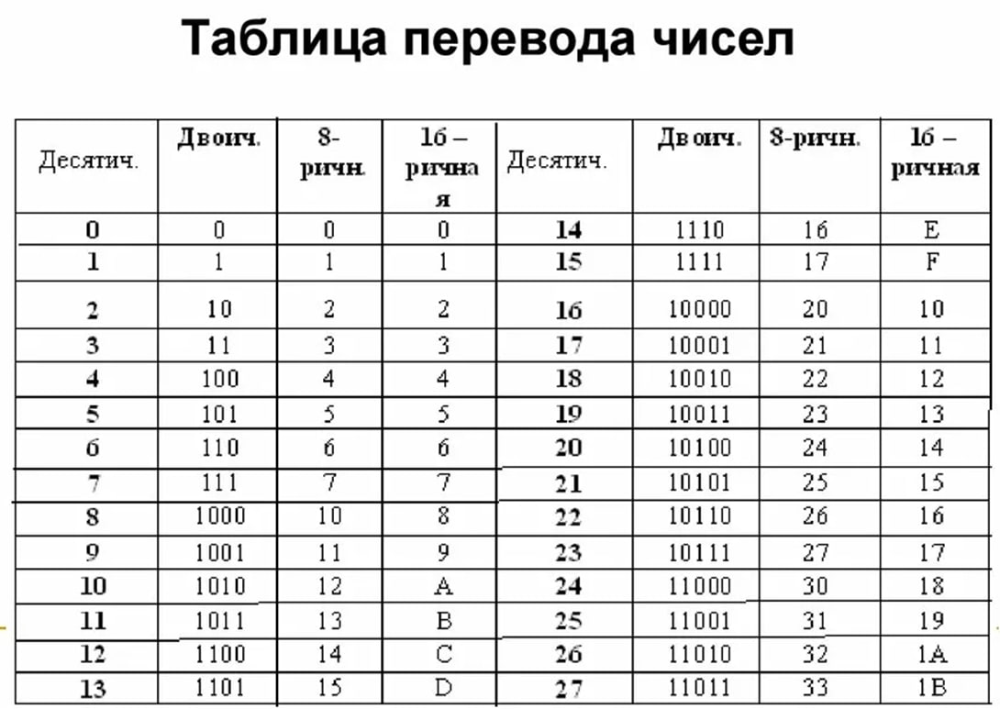 Таблица перевода чисел
Десятич. Двоич. 8-ричн. 16 –ричная Десятич. Двоич. 8-ричн. 16 –ричная
0 0 0 0 14 1110 16 E
1 1 1 1 15 1111 17 F
2 10 2 2 16 10000 20 10
3 11 3 3 17 10001 21 11
4 100 4 4 18 10010 22 12
5 101 5 5 19 10011 23 13
6 110 6 6 20 10100 24 14
7 111 7 7 21 10101 25 15
8 1000 10 8 22 10110 26 16
9 1001 11 9 23 10111 27 17
10 1010 12 A 24 11000 30 18
11 1011 13 B 25 11001 31 19
12 1100 14 C 26 11010 32 1A
13 1101 15 D 27 11011 33 1B